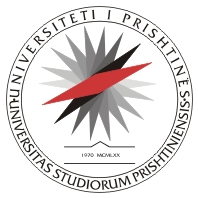 UNIVERSITETI I PRISHTINËS
UNIVERSITAS STUDIORUM PRISHTINIENSIS
1970 MCMLXX